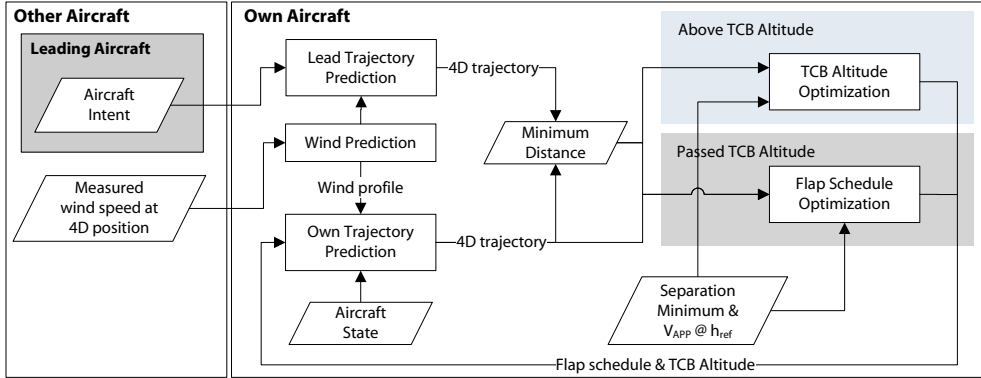 Other Aircraft
Leading Aircraft
Aircraft
Intent
Measured
wind speed at
4D position
Own Aircraft
Lead Trajectory
Prediction
4D trajectory
Wind Prediction
Wind profile
Own Trajectory
Prediction
4D trajectory
Aircraft
State
Minimum
Distance
Above TCB Altitude
TCB Altitude
Optimization
Passed TCB Altitude
Flap Schedule
Optimization
Separation
Minimum &
VAPP @ href
Flap schedule & TCB Altitude